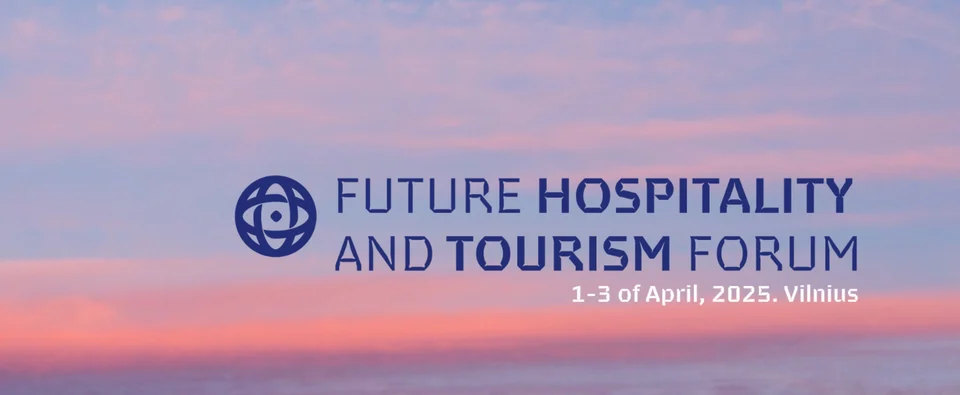 FUTURE HOSPITALITY
AND TOURISM FORUM
1-3 of April, 2025. Vilnius